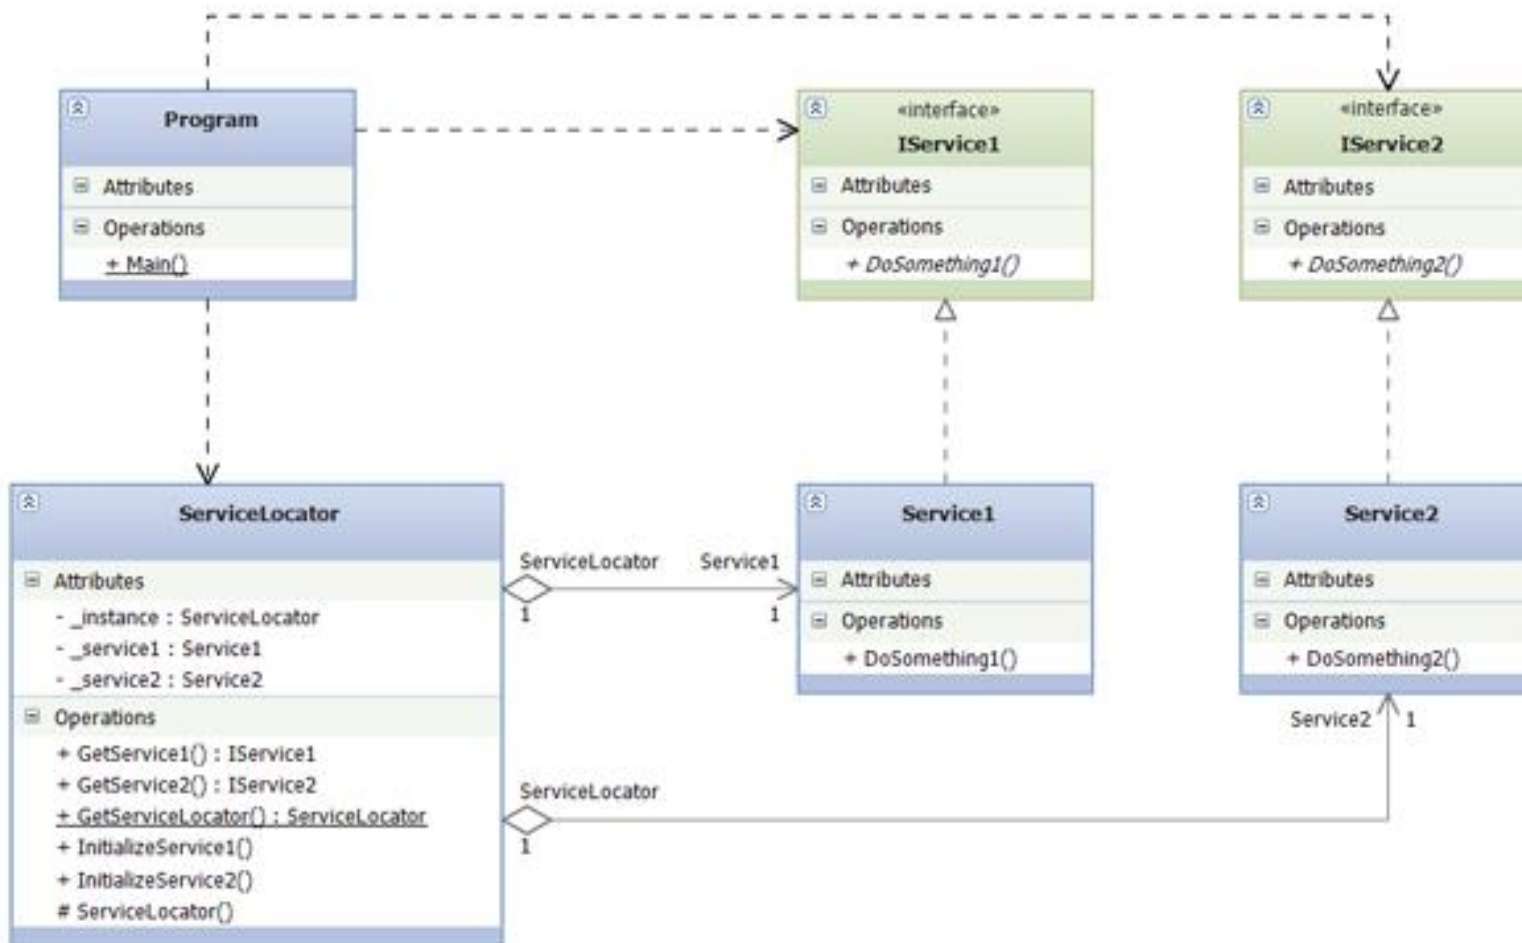 Program
Attributes
Operations
+ Main()
«interface»
IService1
Attributes
Operations
+ DoSomething1()
«interface»
IService2
Attributes
Operations
+ DoSomething2()
ServiceLocator
Attributes
- _instance : ServiceLocator
- _service1 : Service1
- _service2 : Service2
Operations
+ GetService1() : IService1
+ GetService2() : IService2
+ GetServiceLocator() : ServiceLocator
+ InitializeService1()
+ InitializeService2()
# ServiceLocator()
ServiceLocator Service1
1 1
Service1
Attributes
Operations
+ DoSomething1()
Service2
Attributes
Operations
+ DoSomething2()
Service2 1
ServiceLocator
1